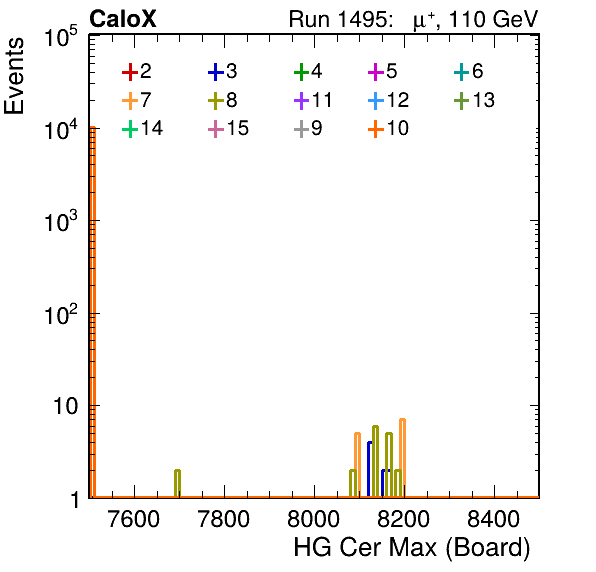 CaloX Run 1495: μ⁺, 110 GeV
Events
10⁵
10⁴
10³
10²
10
1
2 3 4 5 6
7 8 11 12 13
14 15 9 10
7600 7800 8000 8200 8400
HG Cer Max (Board)